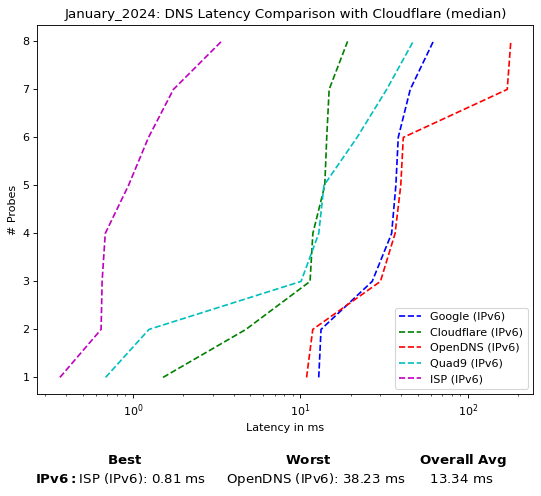 January_2024: DNS Latency Comparison with Cloudflare (median)
8
7
6
5
4
3
2
1
# Probes
10⁰
10¹
10²
Latency in ms
Google (IPv6)
Cloudflare (IPv6)
OpenDNS (IPv6)
Quad9 (IPv6)
ISP (IPv6)
Best Worst Overall Avg
IPv6: ISP (IPv6): 0.81 ms OpenDNS (IPv6): 38.23 ms 13.34 ms